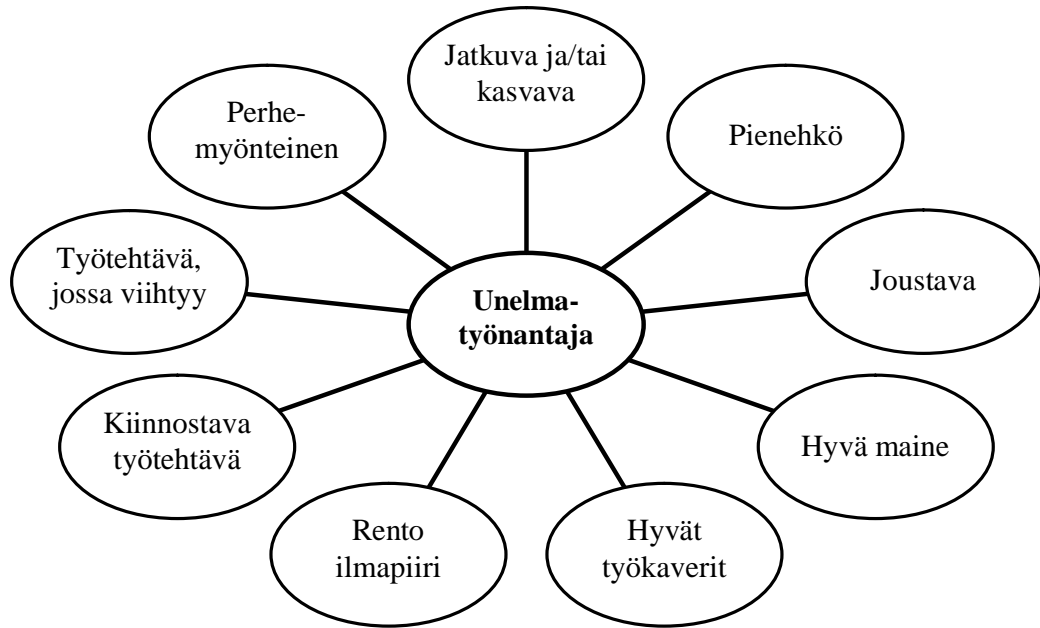 Jatkuva ja/tai
kasvava
Perhe-
myönteinen
Pienehkö
Työtehtävä,
jossa viihtyy
Joustava
Unelma-
työnantaja
Kiinnostava
työtehtävä
Hyvä maine
Rento
ilmapiiri
Hyvät
työkaverit